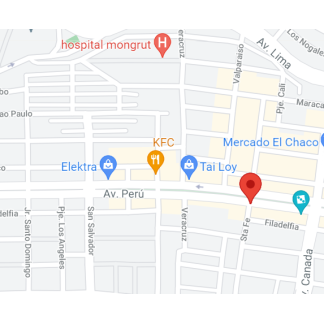 hospital mongrut
Av. Lima
Los Nogales
Veracruz
Valparaiso
Pje. Cali
Maraca
ao Paulo
KFC
Mercado El Chaco
Elektra
Tai Loy
Av. Perú
delfia
Filadelfia
Jr. Santo Domingo
Pje. Los Angeles
San Salvador
Veracruz
Sta Fe
Canada